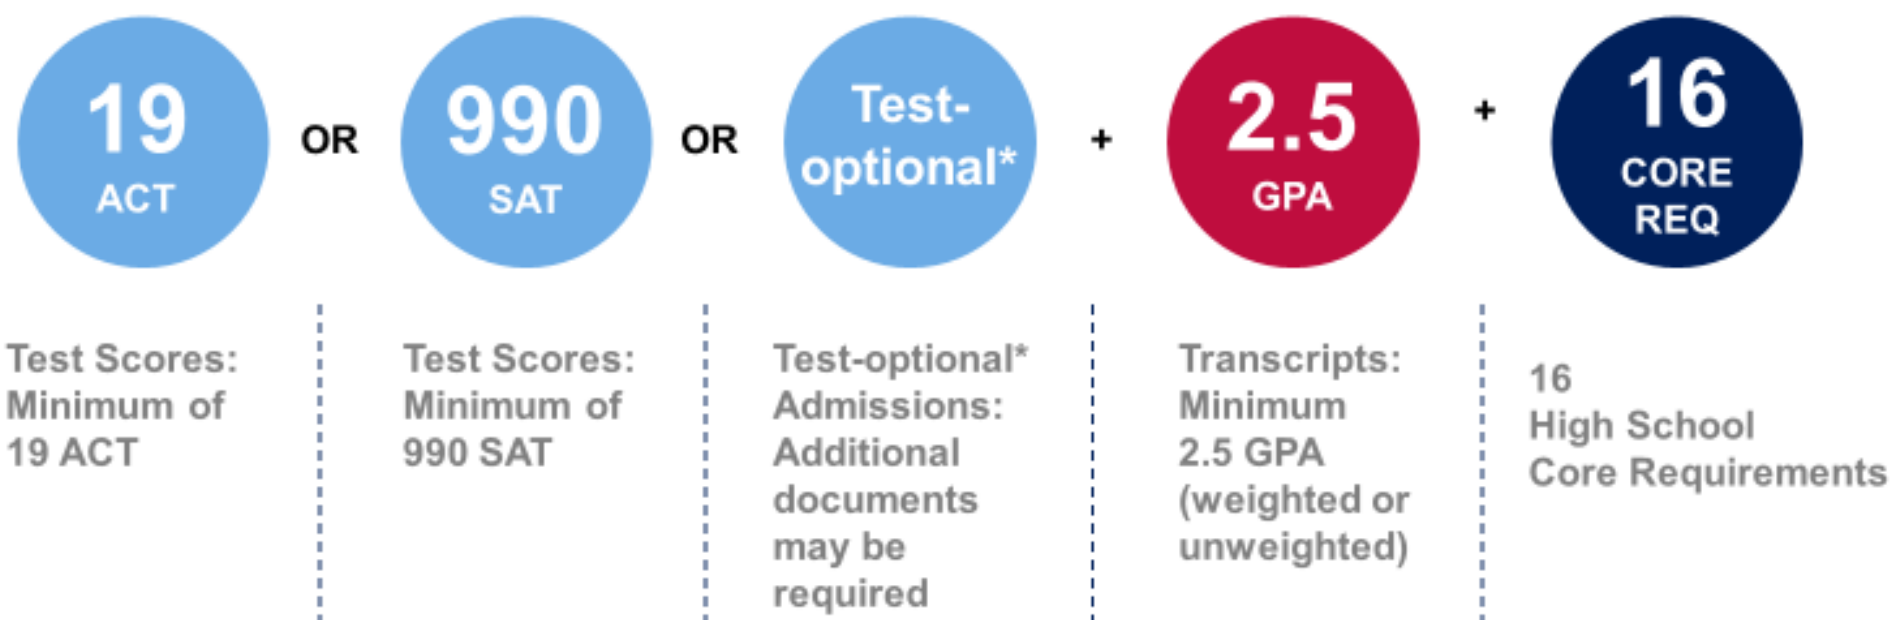 19
ACT
OR
990
SAT
OR
Test-
optional*
+
2.5
GPA
+
16
CORE
REQ
Test Scores:
Minimum of
19 ACT
Test Scores:
Minimum of
990 SAT
Test-optional*
Admissions:
Additional
documents
may be
required
Transcripts:
Minimum
2.5 GPA
(weighted or
unweighted)
16
High School
Core Requirements